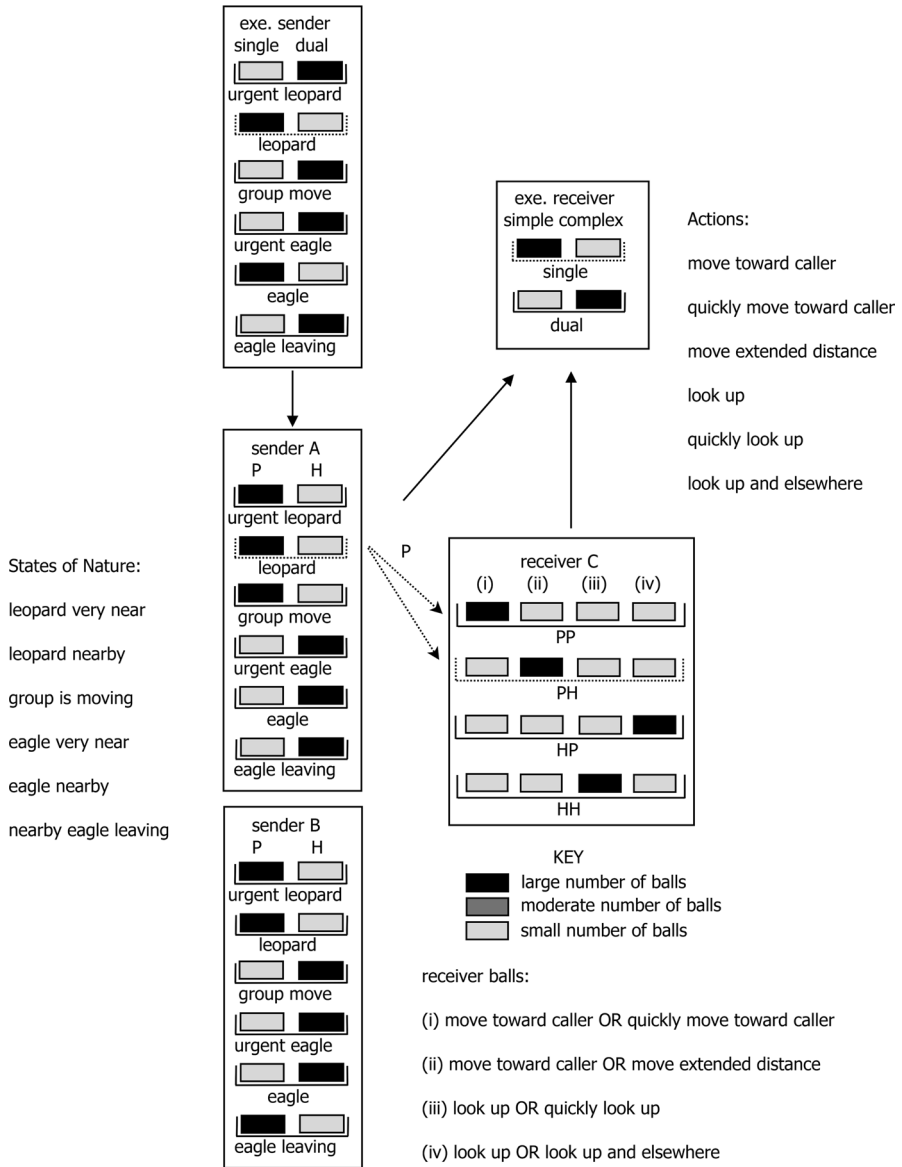 exe. sender
single dual
urgent leopard
leopard
group move
urgent eagle
eagle
eagle leaving
exe. receiver
simple complex
single
dual
Actions:
move toward caller
quickly move toward caller
move extended distance
look up
quickly look up
look up and elsewhere
States of Nature:
leopard very near
leopard nearby
group is moving
eagle very near
eagle nearby
nearby eagle leaving
sender A
P H
urgent leopard
leopard
group move
urgent eagle
eagle
eagle leaving
P
receiver C
(i) (ii) (iii) (iv)
PP
PH
HP
HH
sender B
P H
urgent leopard
leopard
group move
urgent eagle
eagle
eagle leaving
KEY
large number of balls
moderate number of balls
small number of balls
receiver balls:
(i) move toward caller OR quickly move toward caller
(ii) move toward caller OR move extended distance
(iii) look up OR quickly look up
(iv) look up OR look up and elsewhere